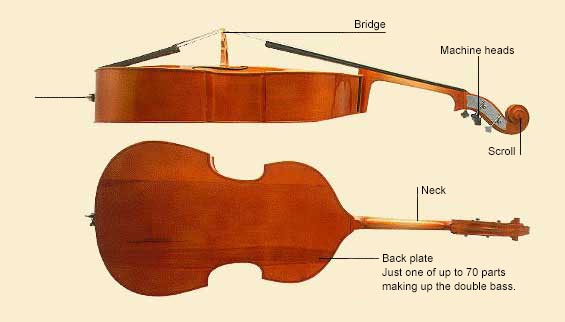 Bridge
Machine heads
Scroll
Neck
Back plate
Just one of up to 70 parts
making up the double bass.